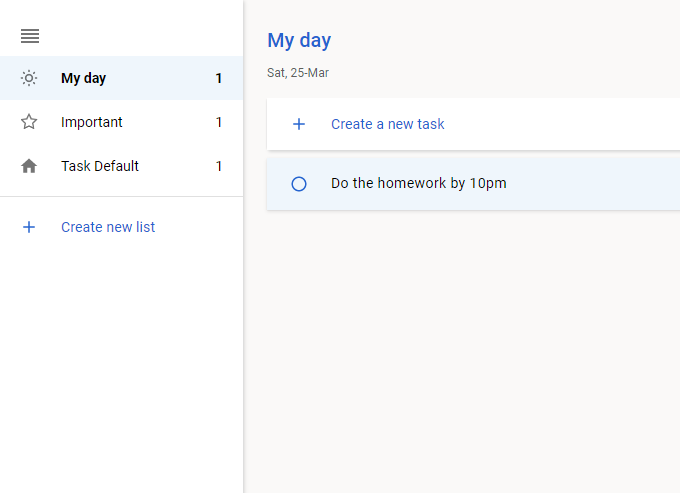 My day 1
Important 1
Task Default 1
Create new list
My day
Sat, 25-Mar
Create a new task
Do the homework by 10pm